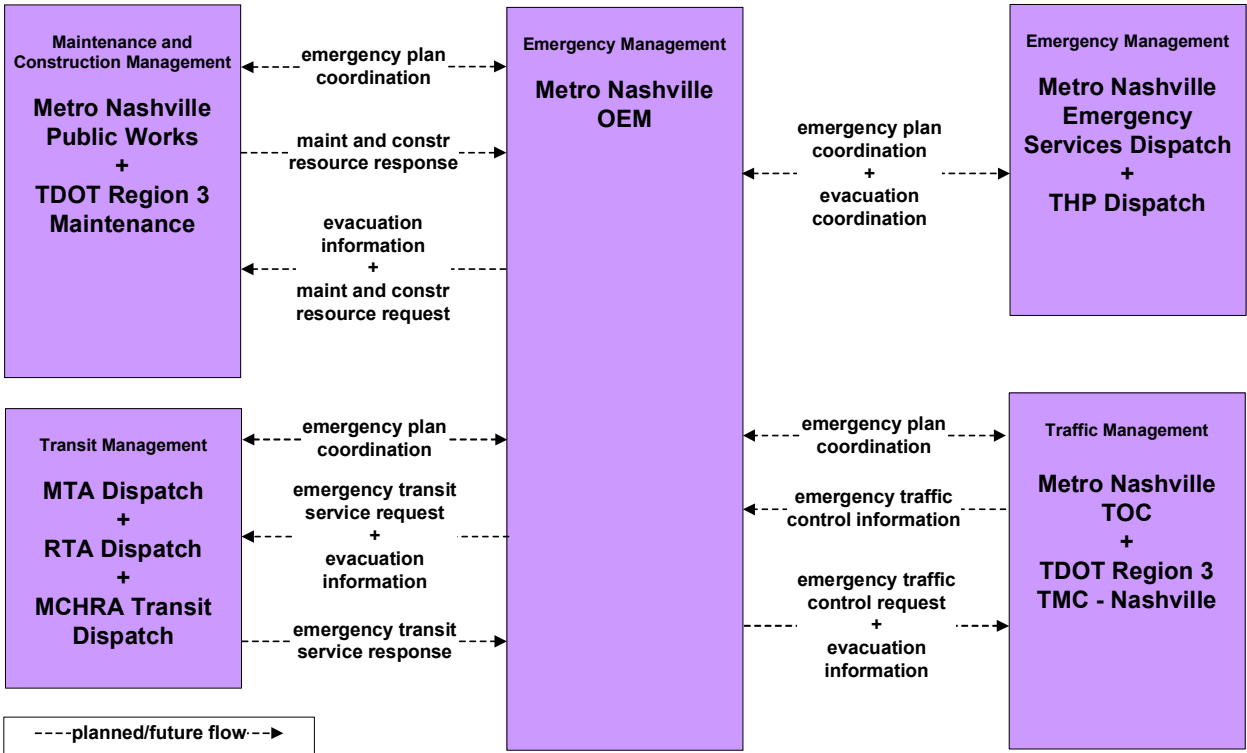 Maintenance and
Construction Management
Metro Nashville
Public Works
+
TDOT Region 3
Maintenance
emergency plan
coordination
maint and constr
resource response
evacuation
information
+
maint and constr
resource request
Emergency Management
Metro Nashville
OEM
emergency plan
coordination
+
evacuation
coordination
Emergency Management
Metro Nashville
Emergency
Services Dispatch
+
THP Dispatch
Transit Management
MTA Dispatch
+
RTA Dispatch
+
MCHRA Transit
Dispatch
emergency plan
coordination
emergency transit
service request
+
evacuation
information
emergency transit
service response
emergency plan
coordination
emergency traffic
control information
emergency traffic
control request
+
evacuation
information
Traffic Management
Metro Nashville
TOC
+
TDOT Region 3
TMC - Nashville
planned/future flow